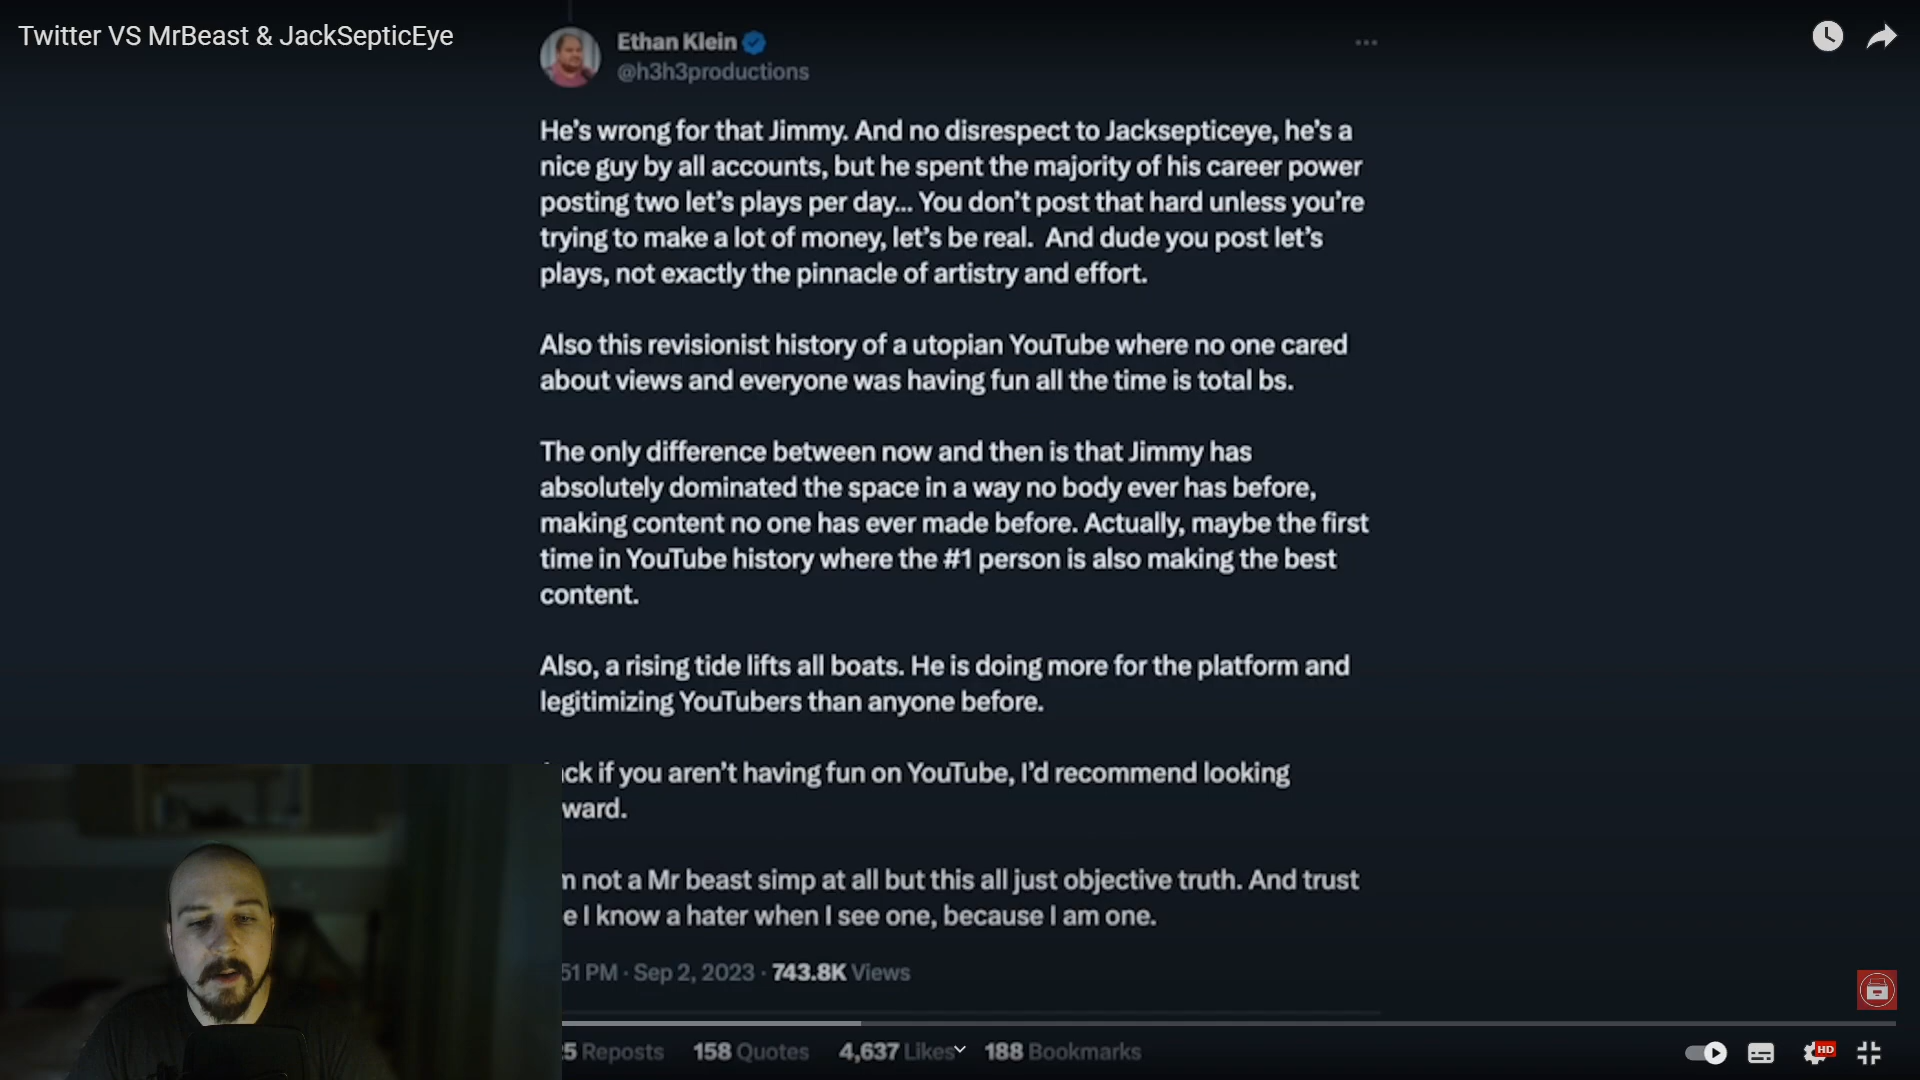 Twitter VS MrBeast & JackSepticEye
Ethan Klein
@h3h3productions
He's wrong for that Jimmy. And no disrespect to Jacksepticeye, he's a
nice guy by all accounts, but he spent the majority of his career power
posting two let's plays per day... You don't post that hard unless you're
trying to make a lot of money, let's be real.  And dude you post let's
plays, not exactly the pinnacle of artistry and effort.
Also this revisionist history of a utopian YouTube where no one cared
about views and everyone was having fun all the time is total bs.
The only difference between now and then is that Jimmy has
absolutely dominated the space in a way no body ever has before,
making content no one has ever made before. Actually, maybe the first
time in YouTube history where the #1 person is also making the best
content.
Also, a rising tide lifts all boats. He is doing more for the platform and
legitimizing YouTubers than anyone before.
ck if you aren't having fun on YouTube, I'd recommend looking
ward.
m not a Mr beast simp at all but this all just objective truth. And trust
e I know a hater when I see one, because I am one.
51 PM · Sep 2, 2023 · 743.8K Views
5 Reposts 158 Quotes 4,637 Likes 188 Bookmarks
HD